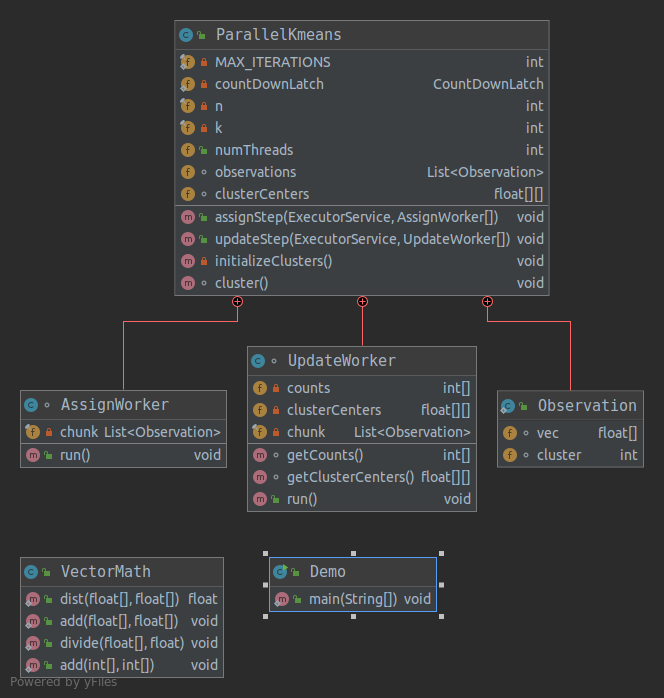 ParallelKmeans
MAX_ITERATIONS int
countDownLatch CountDownLatch
n int
k int
numThreads int
observations List<Observation>
clusterCenters float[][]
assignStep(ExecutorService, AssignWorker[]) void
updateStep(ExecutorService, UpdateWorker[]) void
initializeClusters() void
cluster() void
UpdateWorker
counts int[]
clusterCenters float[][]
chunk List<Observation>
getCounts() int[]
getClusterCenters() float[][]
run() void
AssignWorker
chunk List<Observation>
run() void
Observation
vec float[]
cluster int
VectorMath
dist(float[], float[]) float
add(float[], float[]) void
divide(float[], float) void
add(int[], int[]) void
Demo
main(String[]) void
Powered by yFiles